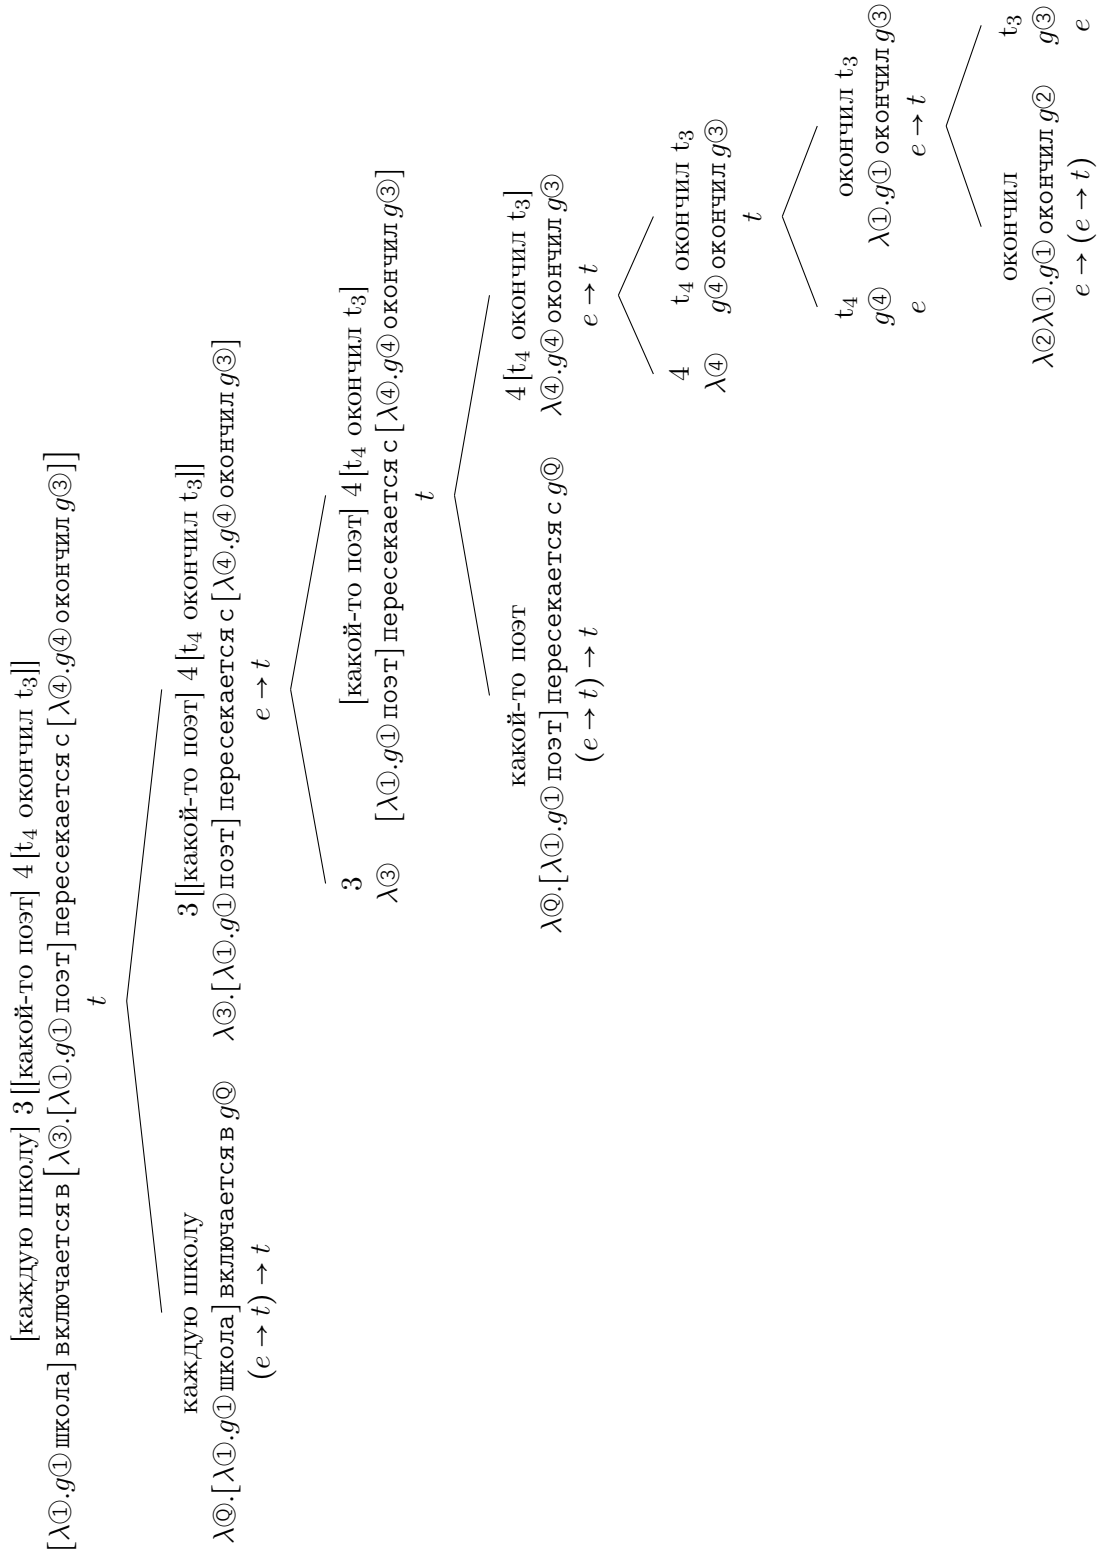 [каждую школу] 3 [[какой-то поэт] 4 [t₄ окончил t₃]]
[λ①.g① школа] включается в [λ③.[λ①.g① поэт] пересекается с [λ④.g④ окончил g③]]
t
каждую школу
λⓆ.[λ①.g① школа] включается в gⓆ
(e → t) → t
3 [[какой-то поэт] 4 [t₄ окончил t₃]]
λ③.[λ①.g① поэт] пересекается с [λ④.g④ окончил g③]
e → t
3
λ③
[какой-то поэт] 4 [t₄ окончил t₃]
[λ①.g① поэт] пересекается с [λ④.g④ окончил g③]
t
какой-то поэт
λⓆ.[λ①.g① поэт] пересекается с gⓆ
(e → t) → t
4 [t₄ окончил t₃]
λ④.g④ окончил g③
e → t
4
λ④
t₄ окончил t₃
g④ окончил g③
t
t₄
g④
e
окончил t₃
λ①.g① окончил g③
e → t
окончил
λ②λ①.g① окончил g②
e → (e → t)
t₃
g③
e